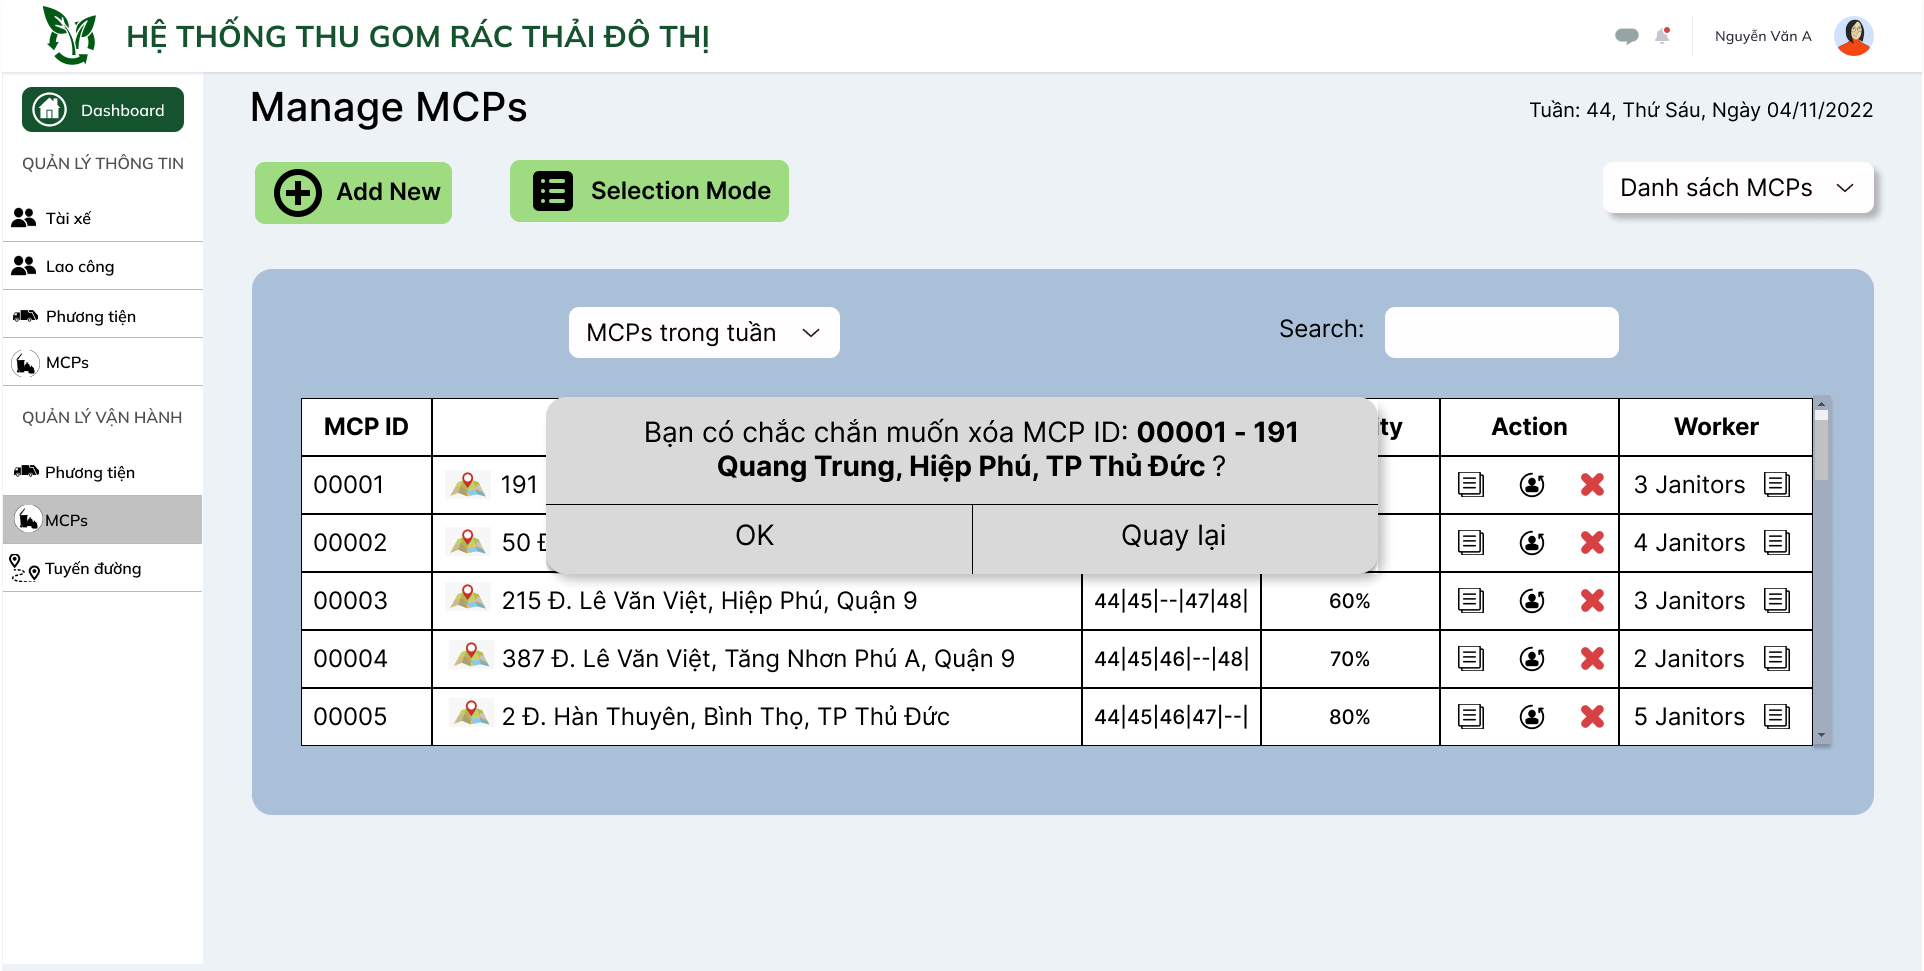 HỆ THỐNG THU GOM RÁC THẢI ĐÔ THỊ
Nguyễn Văn A
Dashboard
QUẢN LÝ THÔNG TIN
Tài xế
Lao công
Phương tiện
MCPs
QUẢN LÝ VẬN HÀNH
Phương tiện
MCPs
Tuyến đường
Manage MCPs
Tuần: 44, Thứ Sáu, Ngày 04/11/2022
Add New
Selection Mode
Danh sách MCPs
MCPs trong tuần
Search:
Bạn có chắc chắn muốn xóa MCP ID: 00001 - 191
Quang Trung, Hiệp Phú, TP Thủ Đức ?
OK
Quay lại
MCP ID ty Action Worker
00001 191 3 Janitors
00002 50 Đ 4 Janitors
00003 215 Đ. Lê Văn Việt, Hiệp Phú, Quận 9 44|45|--|47|48| 60% 3 Janitors
00004 387 Đ. Lê Văn Việt, Tăng Nhơn Phú A, Quận 9 44|45|46|--|48| 70% 2 Janitors
00005 2 Đ. Hàn Thuyên, Bình Thọ, TP Thủ Đức 44|45|46|47|--| 80% 5 Janitors